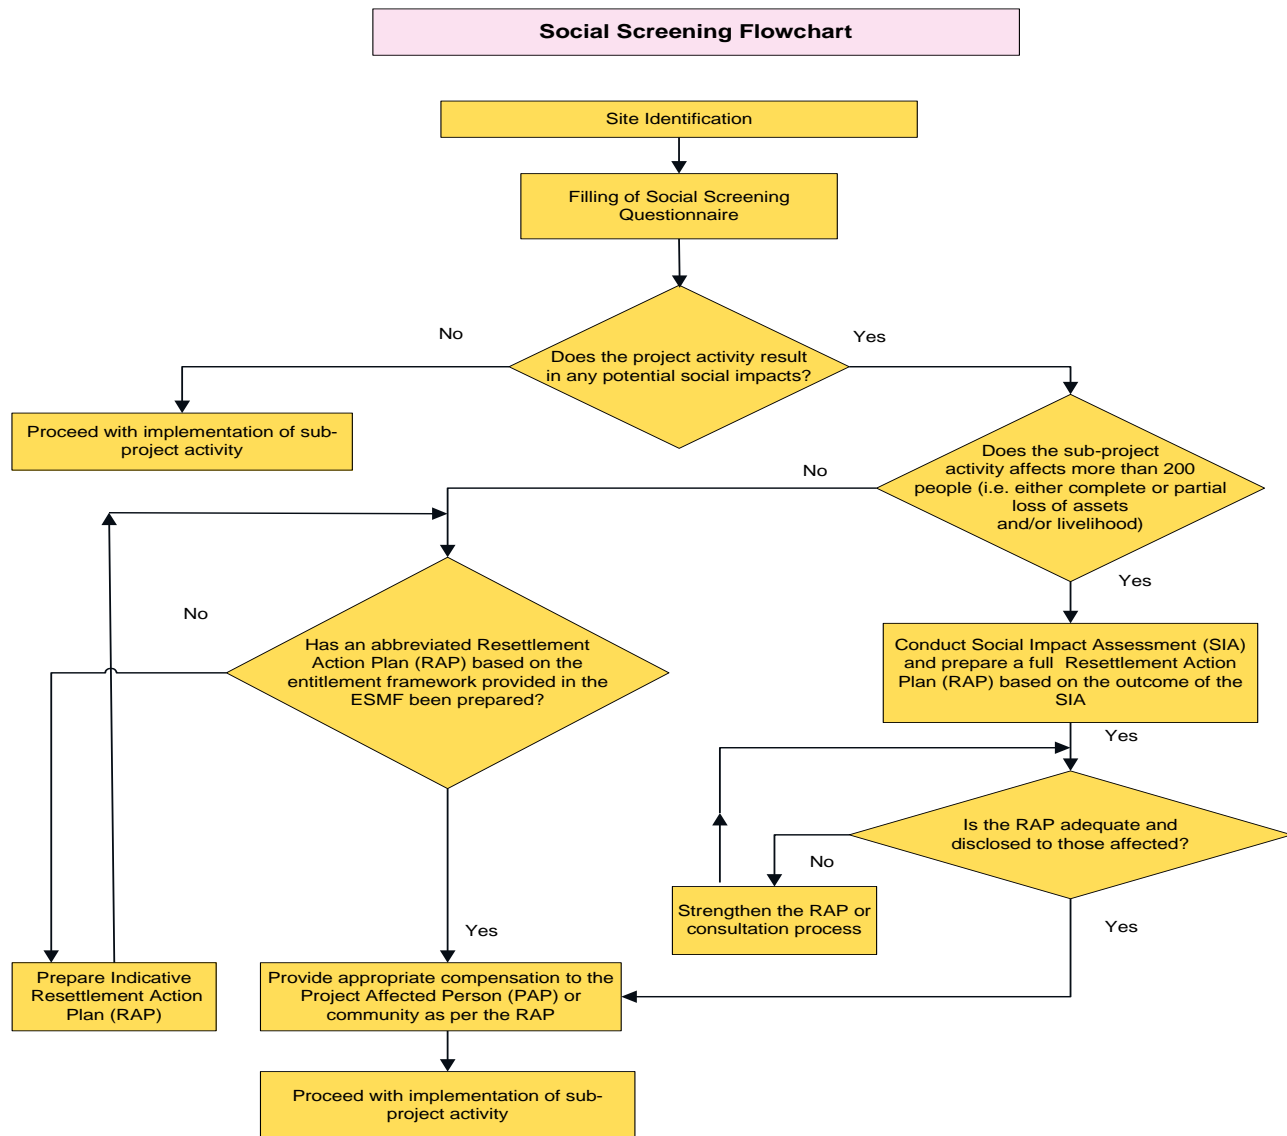 Social Screening Flowchart
Site Identification
Filling of Social Screening
Questionnaire
No
Yes
Does the project activity result
in any potential social impacts?
Proceed with implementation of sub-
project activity
No
Does the sub-project
activity affects more than 200
people (i.e. either complete or partial
loss of assets
and/or livelihood)
Yes
No
Has an abbreviated Resettlement
Action Plan (RAP) based on the
entitlement framework provided in the
ESMF been prepared?
Conduct Social Impact Assessment (SIA)
and prepare a full  Resettlement Action
Plan (RAP) based on the outcome of the
SIA
Yes
Is the RAP adequate and
disclosed to those affected?
No
Strengthen the RAP or
consultation process
Yes
Yes
Prepare Indicative
Resettlement Action
Plan (RAP)
Provide appropriate compensation to the
Project Affected Person (PAP) or
community as per the RAP
Proceed with implementation of sub-
project activity